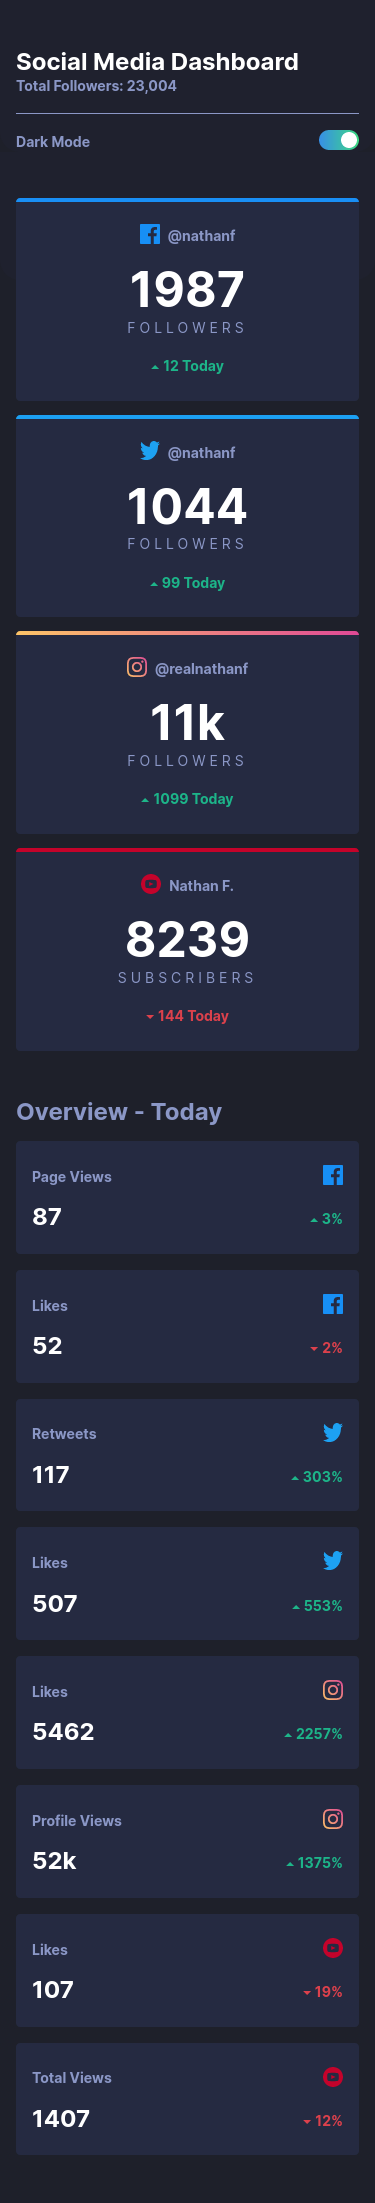 Social Media Dashboard
Total Followers: 23,004
Dark Mode
@nathanf
1987
FOLLOWERS
12 Today
@nathanf
1044
FOLLOWERS
99 Today
@realnathanf
11k
FOLLOWERS
1099 Today
Nathan F.
8239
SUBSCRIBERS
144 Today
Overview - Today
Page Views
87
3%
Likes
52
2%
Retweets
117
303%
Likes
507
553%
Likes
5462
2257%
Profile Views
52k
1375%
Likes
107
19%
Total Views
1407
12%